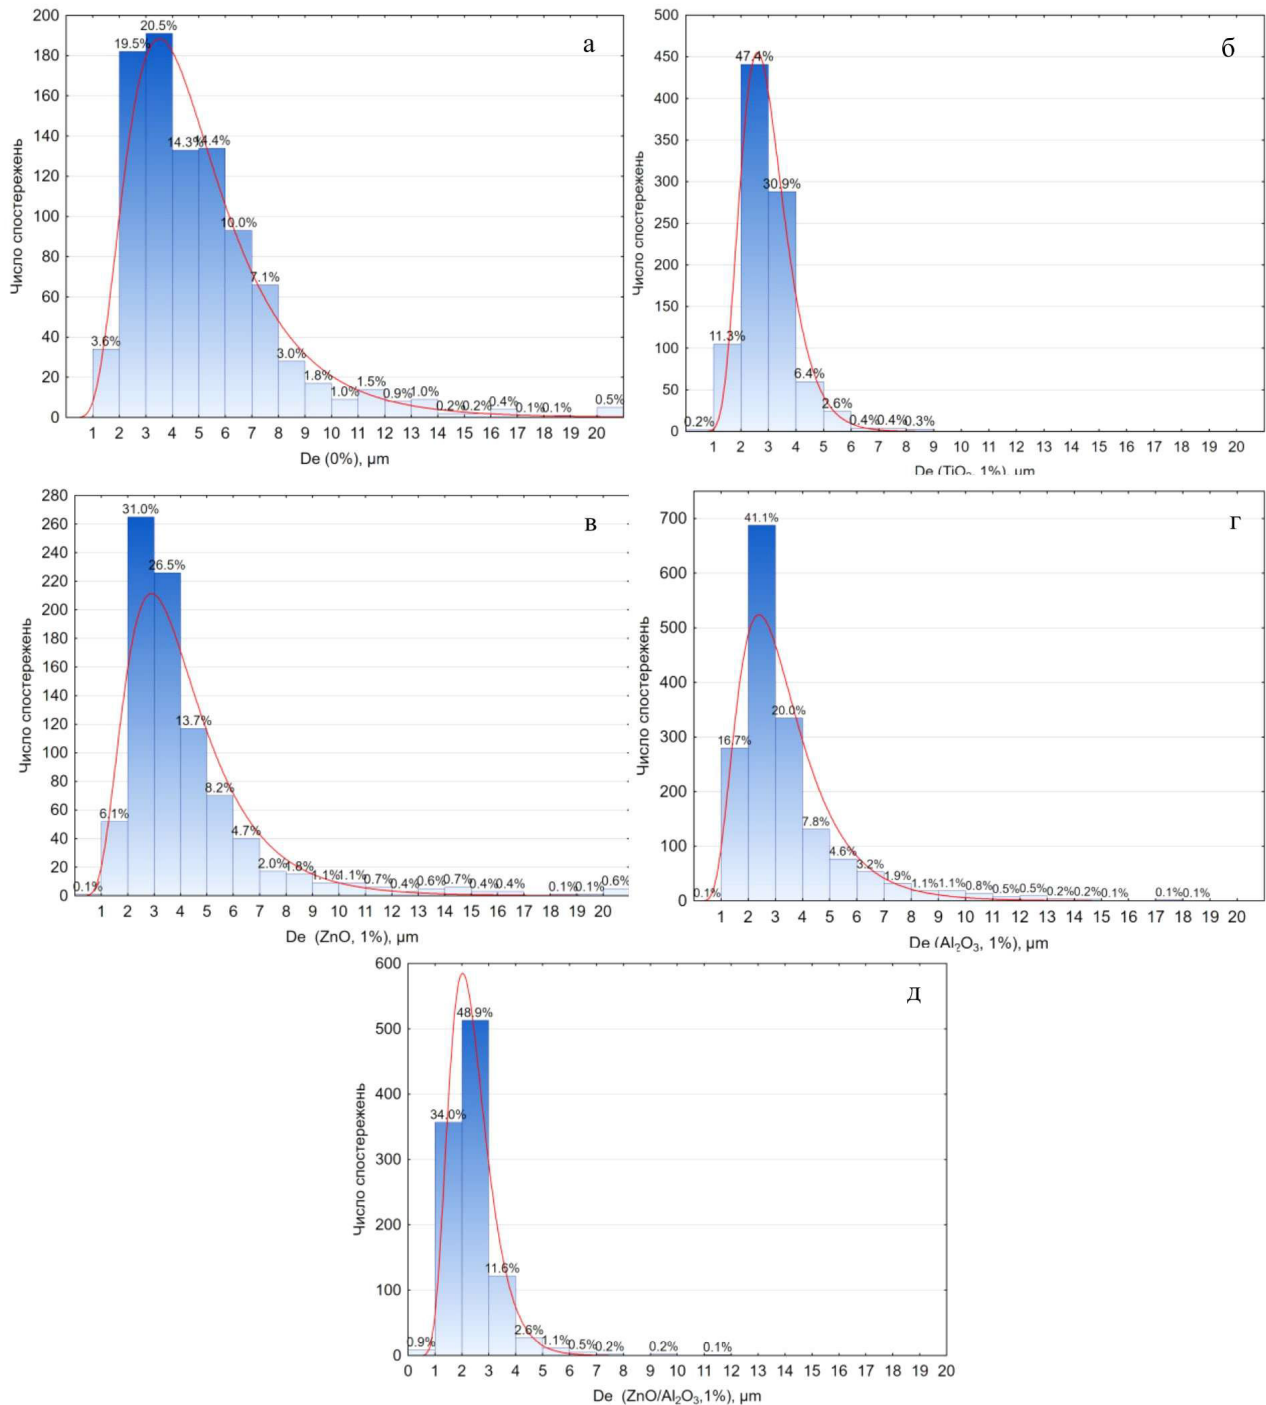 а
Число спостережень
200
180
160
140
120
100
80
60
40
20
0
3.6% 19.5% 20.5% 14.3% 14.4% 10.0% 7.1% 3.0% 1.8% 1.0% 1.5% 0.9% 1.0% 0.2% 0.2% 0.4% 0.1% 0.1% 0.5%
1 2 3 4 5 6 7 8 9 10 11 12 13 14 15 16 17 18 19 20
De (0%), µm
б
Число спостережень
500
450
400
350
300
250
200
150
100
50
0
0.2% 11.3% 47.4% 30.9% 6.4% 2.6% 0.4% 0.4% 0.3%
1 2 3 4 5 6 7 8 9 10 11 12 13 14 15 16 17 18 19 20
De (TiO₂, 1%), µm
в
Число спостережень
280
260
240
220
200
180
160
140
120
100
80
60
40
20
0
0.1% 6.1% 31.0% 26.5% 13.7% 8.2% 4.7% 2.0% 1.8% 1.1% 1.1% 0.7% 0.4% 0.6% 0.7% 0.4% 0.4% 0.1% 0.1% 0.6%
1 2 3 4 5 6 7 8 9 10 11 12 13 14 15 16 17 18 19 20
De (ZnO, 1%), µm
г
Число спостережень
700
600
500
400
300
200
100
0
0.1% 16.7% 41.1% 20.0% 7.8% 4.6% 3.2% 1.9% 1.1% 1.1% 0.8% 0.5% 0.5% 0.2% 0.2% 0.1% 0.1% 0.1%
1 2 3 4 5 6 7 8 9 10 11 12 13 14 15 16 17 18 19 20
De (Al₂O₃, 1%), µm
д
Число спостережень
600
500
400
300
200
100
0
0.9% 34.0% 48.9% 11.6% 2.6% 1.1% 0.5% 0.2% 0.2% 0.1%
0 1 2 3 4 5 6 7 8 9 10 11 12 13 14 15 16 17 18 19 20
De (ZnO/Al₂O₃,1%), µm